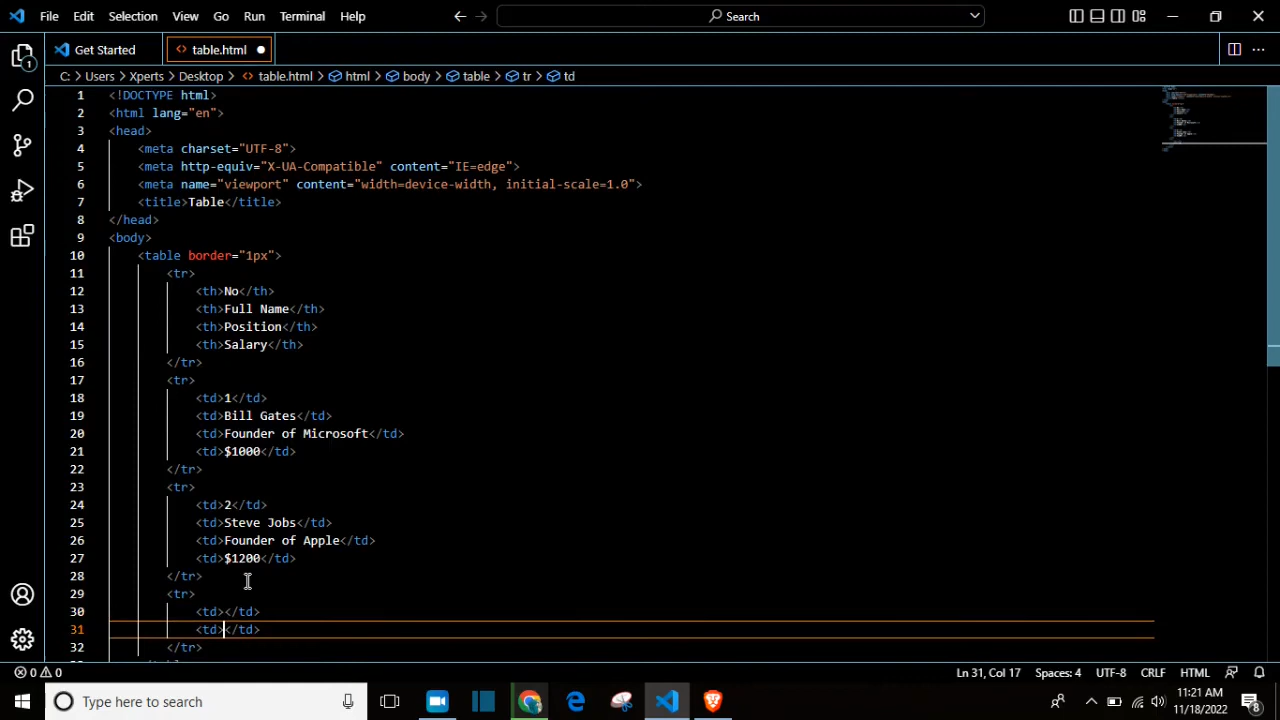 File Edit Selection View Go Run Terminal Help
Search
Get Started
table.html
C: > Users > Xperts > Desktop > table.html > html > body > table > tr > td
1 <!DOCTYPE html>
2 <html lang="en">
3 <head>
4 <meta charset="UTF-8">
5 <meta http-equiv="X-UA-Compatible" content="IE=edge">
6 <meta name="viewport" content="width=device-width, initial-scale=1.0">
7 <title>Table</title>
8 </head>
9 <body>
10 <table border="1px">
11 <tr>
12 <th>No</th>
13 <th>Full Name</th>
14 <th>Position</th>
15 <th>Salary</th>
16 </tr>
17 <tr>
18 <td>1</td>
19 <td>Bill Gates</td>
20 <td>Founder of Microsoft</td>
21 <td>$1000</td>
22 </tr>
23 <tr>
24 <td>2</td>
25 <td>Steve Jobs</td>
26 <td>Founder of Apple</td>
27 <td>$1200</td>
28 </tr>
29 <tr>
30 <td></td>
31 <td></td>
32 </tr>
1
0 0 Ln 31, Col 17 Spaces: 4 UTF-8 CRLF HTML
Type here to search
11:21 AM
11/18/2022
8